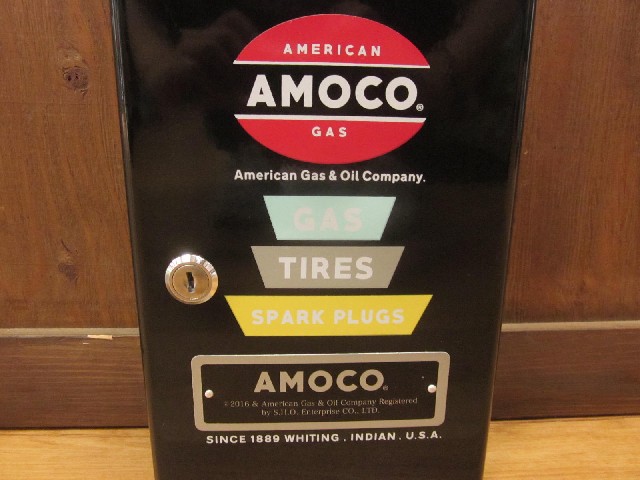 AMERICAN
AMOCO®
GAS
American Gas & Oil Company.
GAS
TIRES
SPARK PLUGS
AMOCO®
©2016 & American Gas & Oil Company Registered
by S.H.O. Enterprise CO., LTD.
SINCE 1889 WHITING . INDIAN . U.S.A.